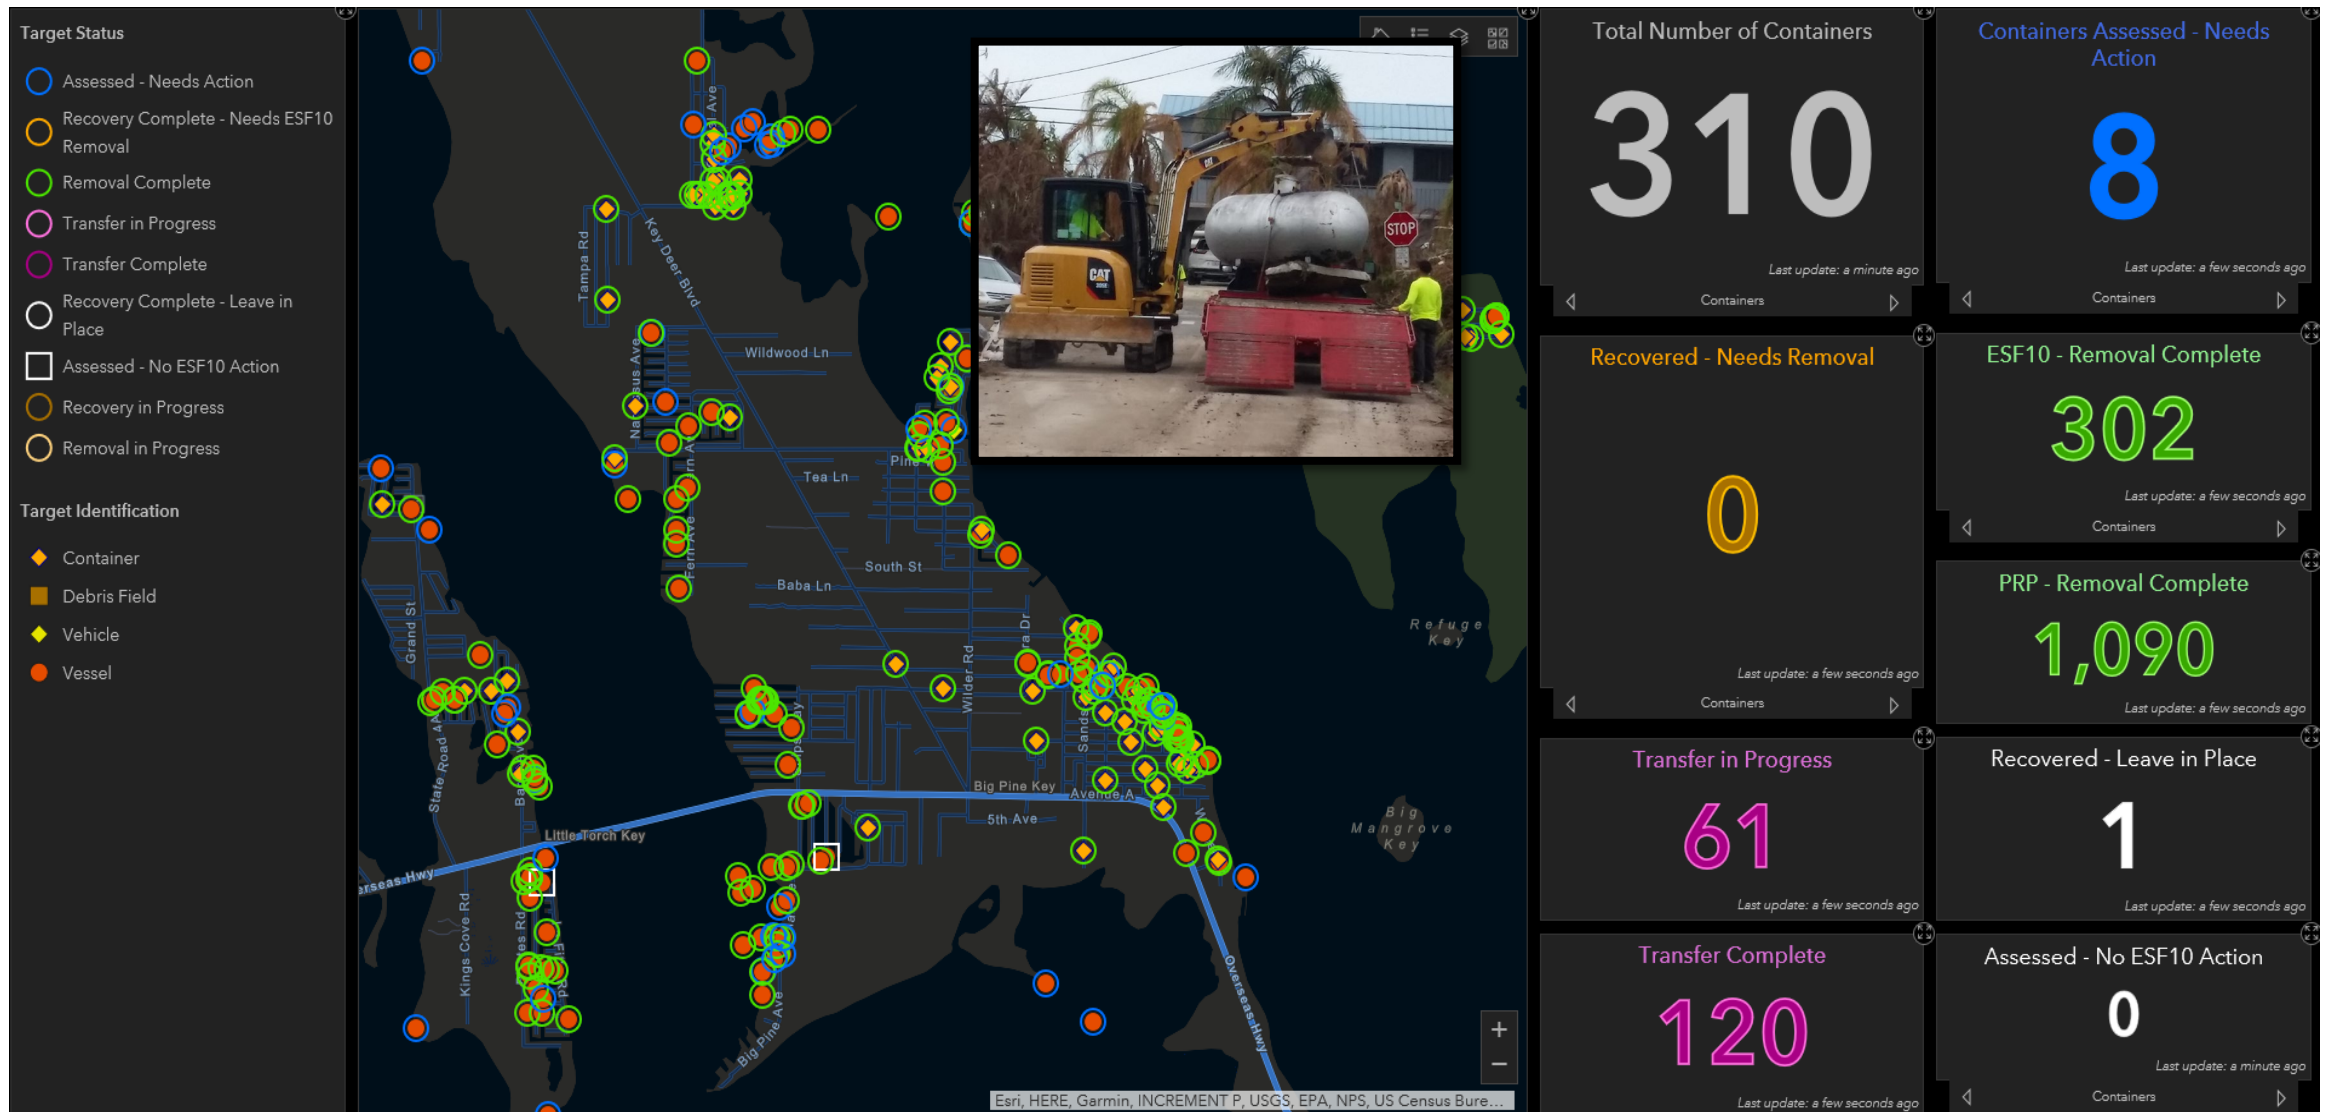 Target Status
Assessed - Needs Action
Recovery Complete - Needs ESF10
Removal
Removal Complete
Transfer in Progress
Transfer Complete
Recovery Complete - Leave in
Place
Assessed - No ESF10 Action
Recovery in Progress
Removal in Progress
Target Identification
Container
Debris Field
Vehicle
Vessel
Tampa Rd
Key Deer Blvd
Wildwood Ln
Tea Ln
South St
Baba Ln
Fern Ave
Grand St
Wilder Rd
State Road
Big Pine Key
Avenue A
5th Ave
Little Torch Key
Kings Cove Rd
Big Pine Ave
Overseas Hwy
Refuge
Key
Big
Mangrove
Key
CAT
STOP
+
−
Esri, HERE, Garmin, INCREMENT P, USGS, EPA, NPS, US Census Bure...
Total Number of Containers
310
Last update: a minute ago
Containers
Containers Assessed - Needs
Action
8
Last update: a few seconds ago
Containers
Recovered - Needs Removal
0
Last update: a few seconds ago
Containers
ESF10 - Removal Complete
302
Last update: a few seconds ago
Containers
PRP - Removal Complete
1,090
Last update: a few seconds ago
Transfer in Progress
61
Last update: a few seconds ago
Recovered - Leave in Place
1
Last update: a few seconds ago
Transfer Complete
120
Last update: a few seconds ago
Assessed - No ESF10 Action
0
Last update: a minute ago
Containers